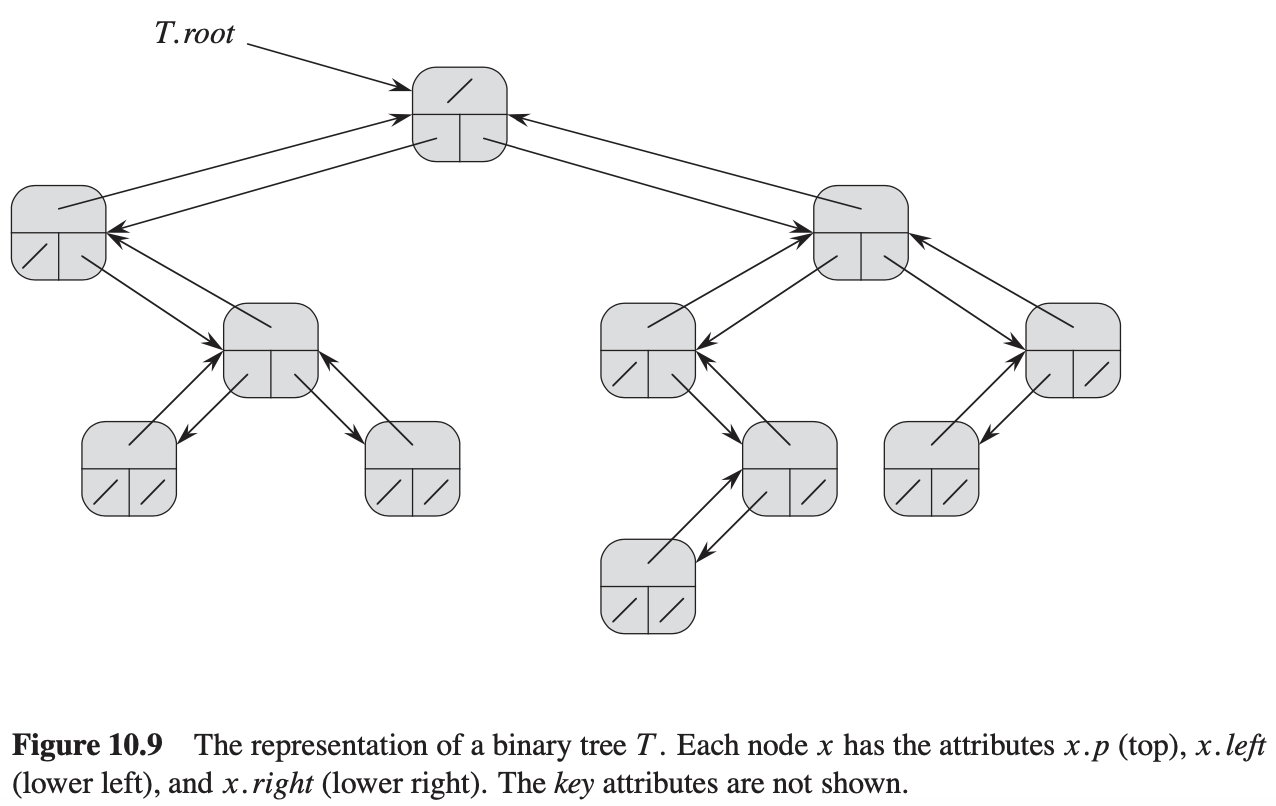 T.root
Figure 10.9 The representation of a binary tree T. Each node x has the attributes x.p (top), x.left
(lower left), and x.right (lower right). The key attributes are not shown.